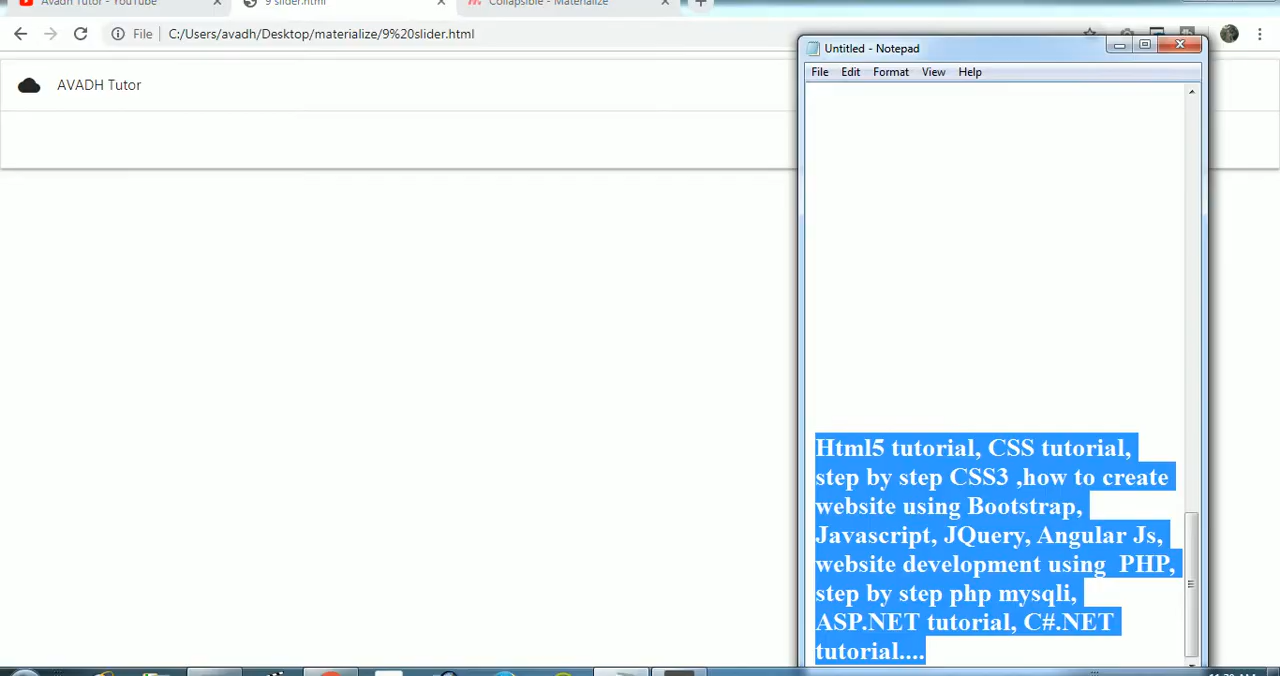 Avadh Tutor - YouTube
9 slider.html
Collapsible - Materialize
File
C:/Users/avadh/Desktop/materialize/9%20slider.html
AVADH Tutor
Untitled - Notepad
File Edit Format View Help
Html5 tutorial, CSS tutorial,
step by step CSS3 ,how to create
website using Bootstrap,
Javascript, JQuery, Angular Js,
website development using  PHP,
step by step php mysqli,
ASP.NET tutorial, C#.NET
tutorial....